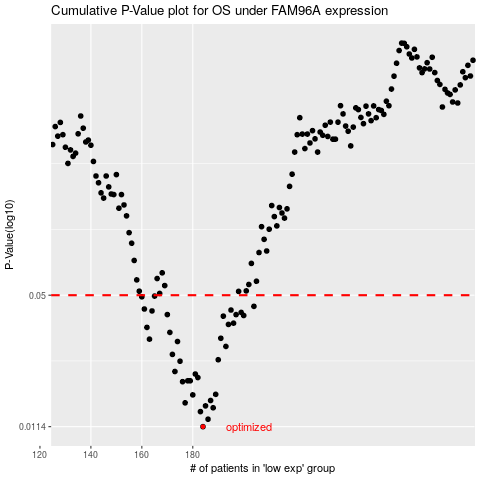 Cumulative P-Value plot for OS under FAM96A expression
P-Value(log10)
0.05
optimized
0.0114
120 140 160 180
# of patients in 'low exp' group